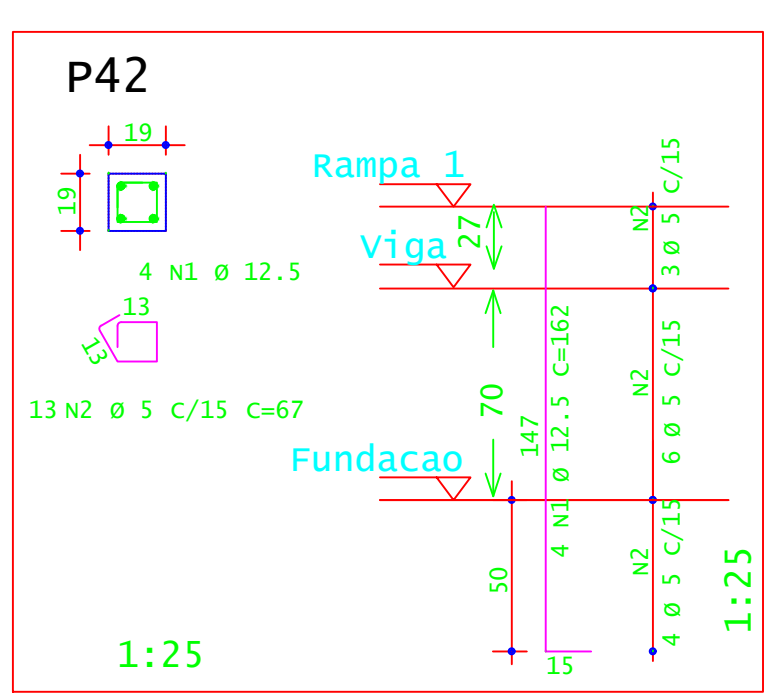 P42
19
19
4 N1 Ø 12.5
13
13
13 N2 Ø 5 C/15 C=67
1:25
Rampa 1
27
Viga
70
Fundacao
50
147
4 N1 Ø 12.5 C=162
15
N2
3 Ø 5 C/15
N2
6 Ø 5 C/15
N2
4 Ø 5 C/15
1:25